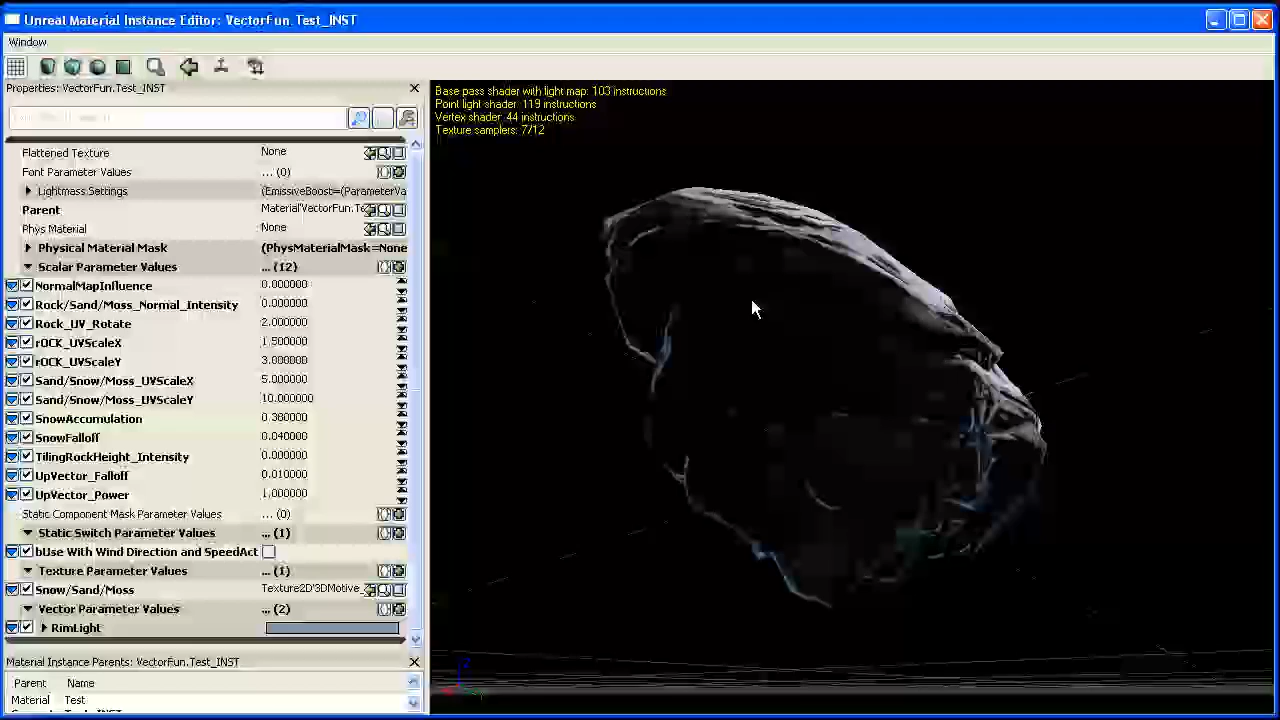 Unreal Material Instance Editor: VectorFun.Test_INST
Window
Properties: VectorFun.Test_INST
Flattened Texture None
Font Parameter Values ... (0)
Lightmass Settings (EmissiveBoost=(ParameterVa
Parent Material'VectorFun.Te
Phys Material None
Physical Material Mask (PhysMaterialMask=None
Scalar Parameter Values ... (12)
NormalMapInfluence 0.000000
Rock/Sand/Moss_Normal_Intensity 0.000000
Rock_UV_Rotate 2.000000
rOCK_UVScaleX 1.500000
rOCK_UVScaleY 3.000000
Sand/Snow/Moss_UVScaleX 5.000000
Sand/Snow/Moss_UVScaleY 10.000000
SnowAccumulation 0.380000
SnowFalloff 0.040000
TilingRockHeight_Intensity 0.000000
UpVector_Falloff 0.010000
UpVector_Power 1.000000
Static Component Mask Parameter Values ... (0)
Static Switch Parameter Values ... (1)
bUse With Wind Direction and SpeedAct
Texture Parameter Values ... (1)
Snow/Sand/Moss Texture2D'3DMotive_
Vector Parameter Values ... (2)
RimLight
Material Instance Parents: VectorFun.Test_INST
Parent Name
Material Test
Base pass shader with light map: 103 instructions
Point light shader: 119 instructions
Vertex shader: 44 instructions
Texture samplers: 7/12